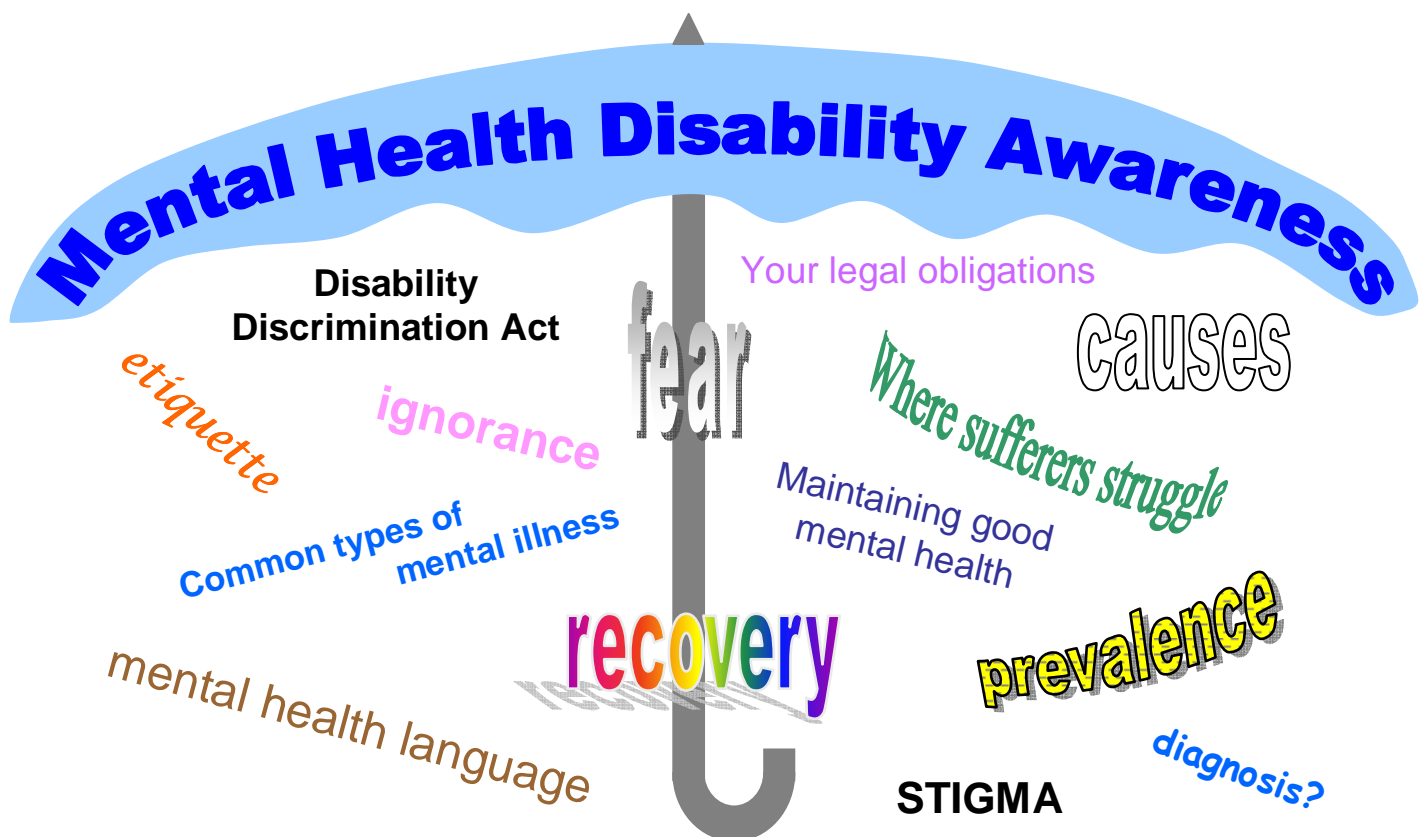 Mental Health Disability Awareness
Disability
Discrimination Act
fear
Your legal obligations
causes
etiquette
ignorance
Where sufferers struggle
Common types of
mental illness
Maintaining good
mental health
recovery
prevalence
mental health language
diagnosis?
STIGMA